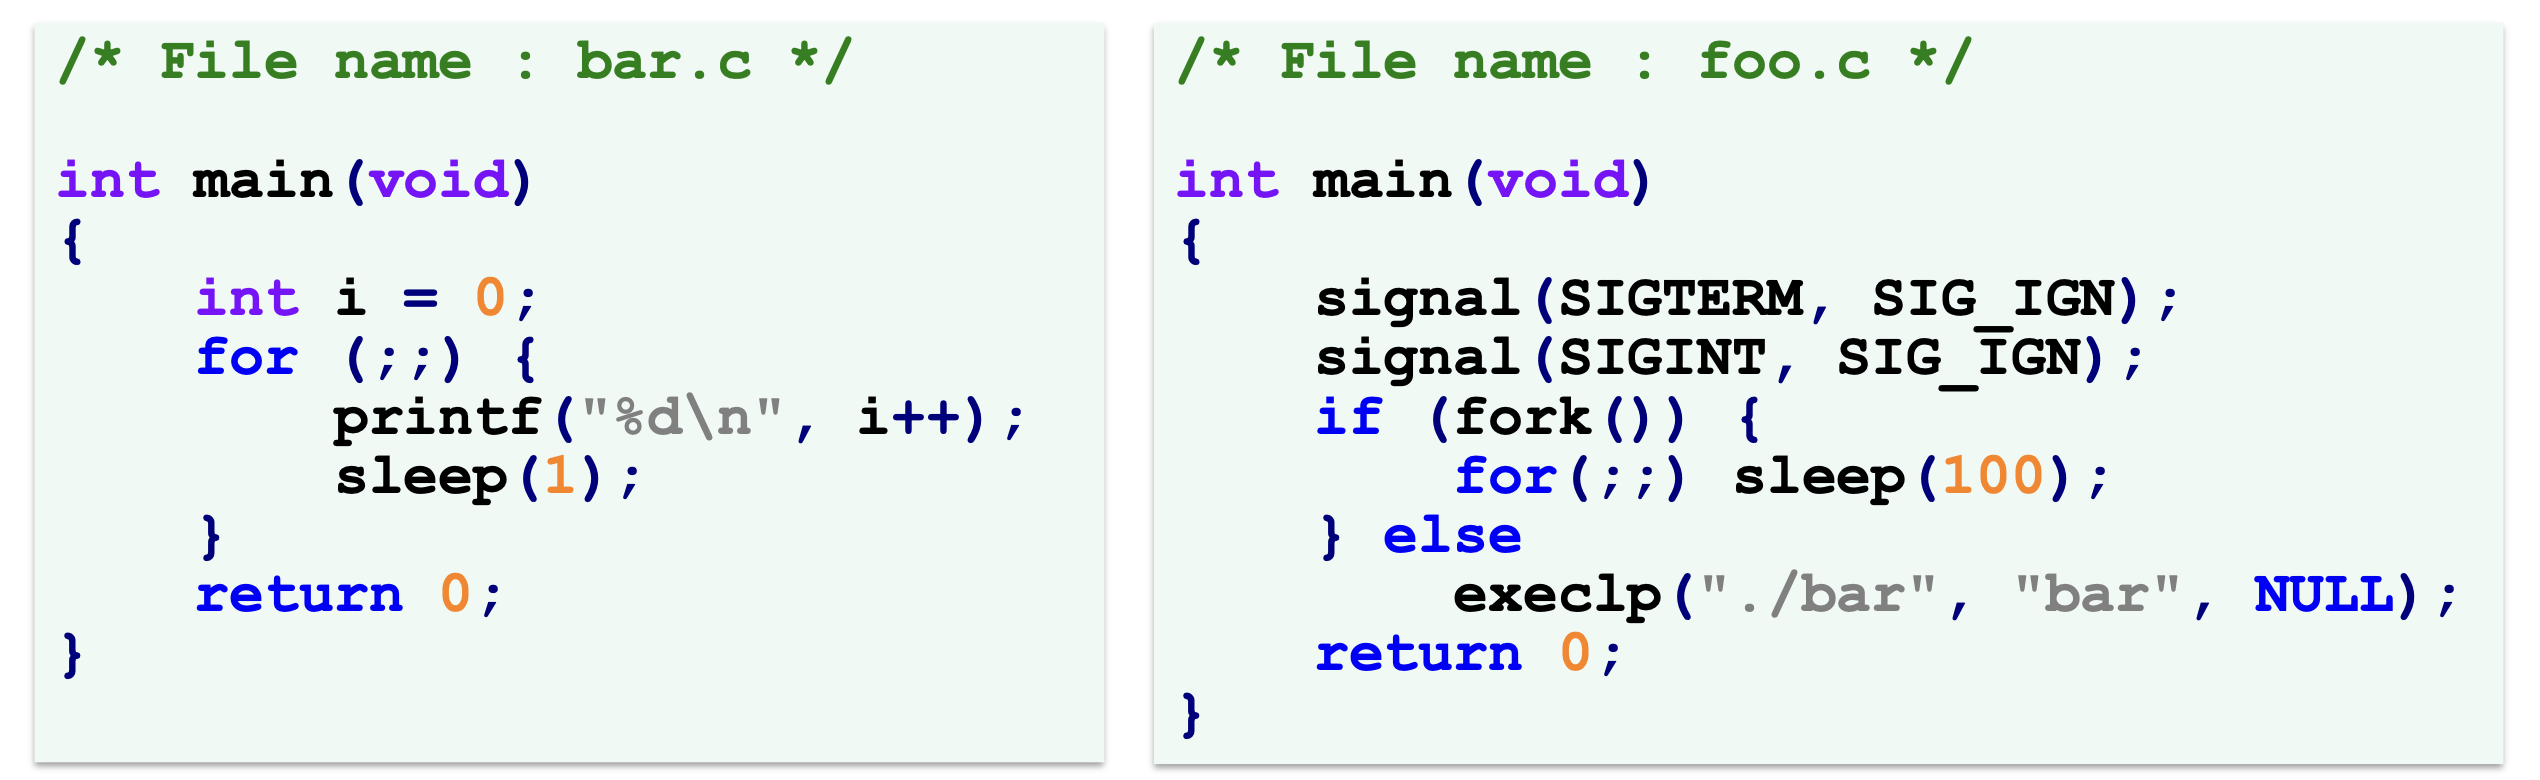 /* File name : bar.c */
int main(void)
{
    int i = 0;
    for (;;) {
        printf("%d\n", i++);
        sleep(1);
    }
    return 0;
}
/* File name : foo.c */
int main(void)
{
    signal(SIGTERM, SIG_IGN);
    signal(SIGINT, SIG_IGN);
    if (fork()) {
        for(;;) sleep(100);
    } else
        execlp("./bar", "bar", NULL);
    return 0;
}